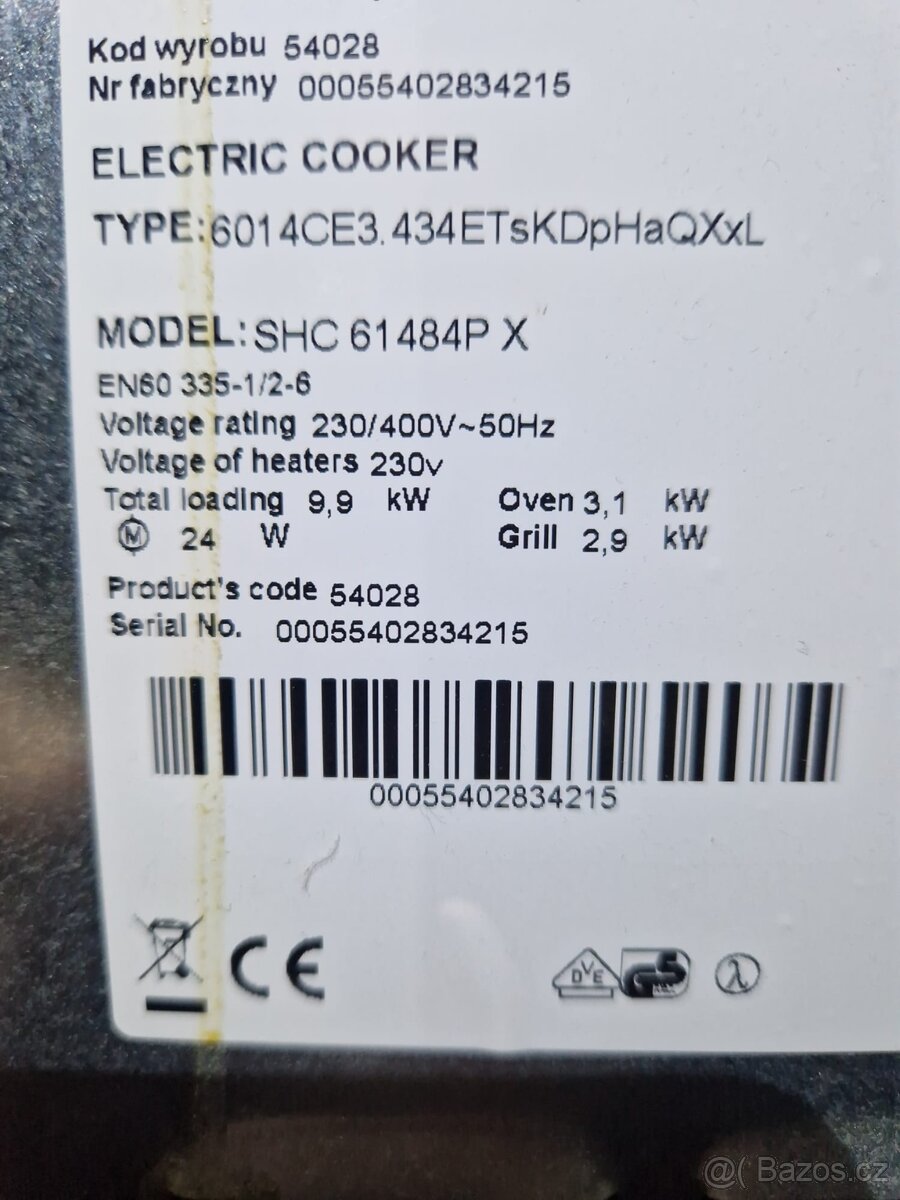 Kod wyrobu 54028
Nr fabryczny 00055402834215
ELECTRIC COOKER
TYPE:6014CE3.434ETsKDpHaQXxL
MODEL: SHC 61484P X
EN60 335-1/2-6
Voltage rating 230/400V~50Hz
Voltage of heaters 230v
Total loading 9,9 kW Oven 3,1 kW
M 24 W Grill 2,9 kW
Product's code 54028
Serial No. 00055402834215
00055402834215
CE DVE GS λ
@( Bazos.cz